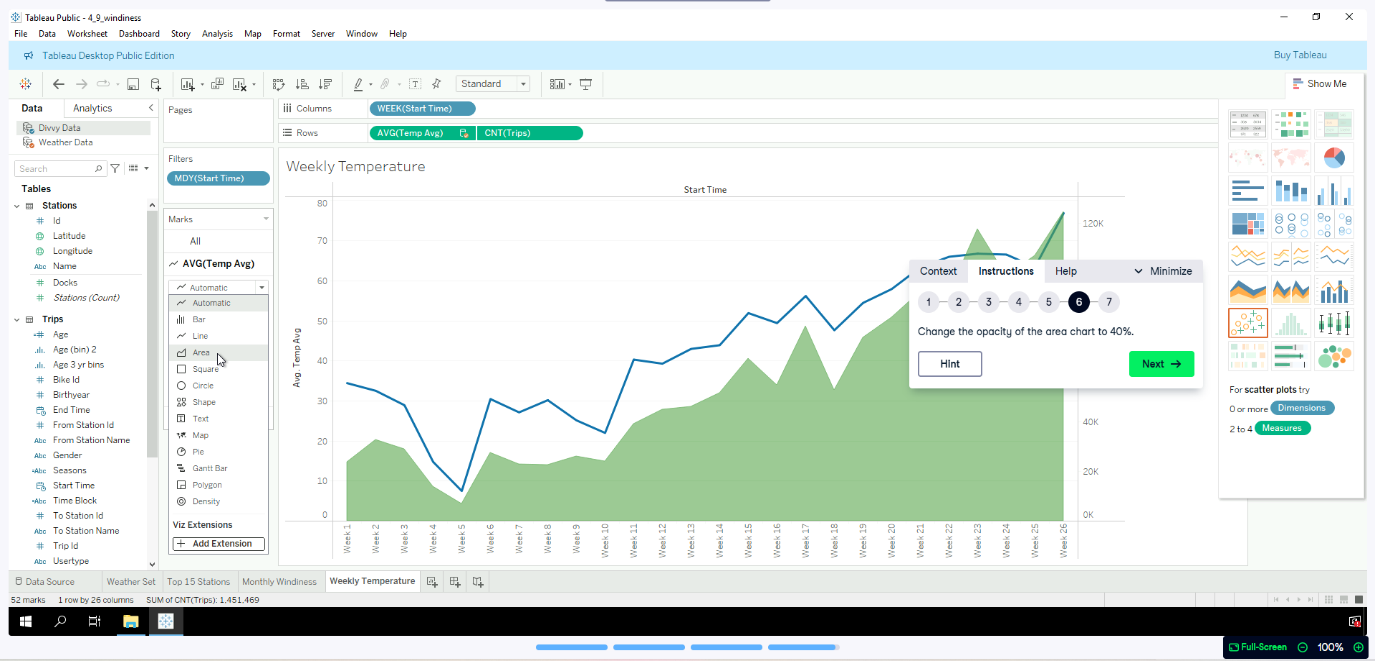 Tableau Public - 4_9_windiness
File Data Worksheet Dashboard Story Analysis Map Format Server Window Help
Tableau Desktop Public Edition
Buy Tableau
Standard
Show Me
Data Analytics
Divvy Data
Weather Data
Search
Tables
Stations
Id
Latitude
Longitude
Abc Name
Docks
Stations (Count)
Trips
Age
Age (bin) 2
Age 3 yr bins
Bike Id
Birthyear
End Time
From Station Id
Abc From Station Name
Abc Gender
Abc Seasons
Start Time
Abc Time Block
To Station Id
Abc To Station Name
Trip Id
Abc Usertype
Pages
Filters
MDY(Start Time)
Marks
All
AVG(Temp Avg)
Automatic
Automatic
Bar
Line
Area
Square
Circle
Shape
Text
Map
Pie
Gantt Bar
Polygon
Density
Viz Extensions
+ Add Extension
Columns
WEEK(Start Time)
Rows
AVG(Temp Avg)
CNT(Trips)
Weekly Temperature
Start Time
Avg. Temp Avg
80
70
60
50
40
30
20
10
0
120K
40K
20K
0K
Week 1
Week 2
Week 3
Week 4
Week 5
Week 6
Week 7
Week 8
Week 9
Week 10
Week 11
Week 12
Week 13
Week 14
Week 15
Week 16
Week 17
Week 18
Week 19
Week 20
Week 21
Week 22
Week 23
Week 24
Week 25
Week 26
Context Instructions Help Minimize
1 2 3 4 5 6 7
Change the opacity of the area chart to 40%.
Hint
Next
For scatter plots try
0 or more Dimensions
2 to 4 Measures
Data Source Weather Set Top 15 Stations Monthly Windiness Weekly Temperature
52 marks 1 row by 26 columns SUM of CNT(Trips): 1,451,469
Full-Screen 100%